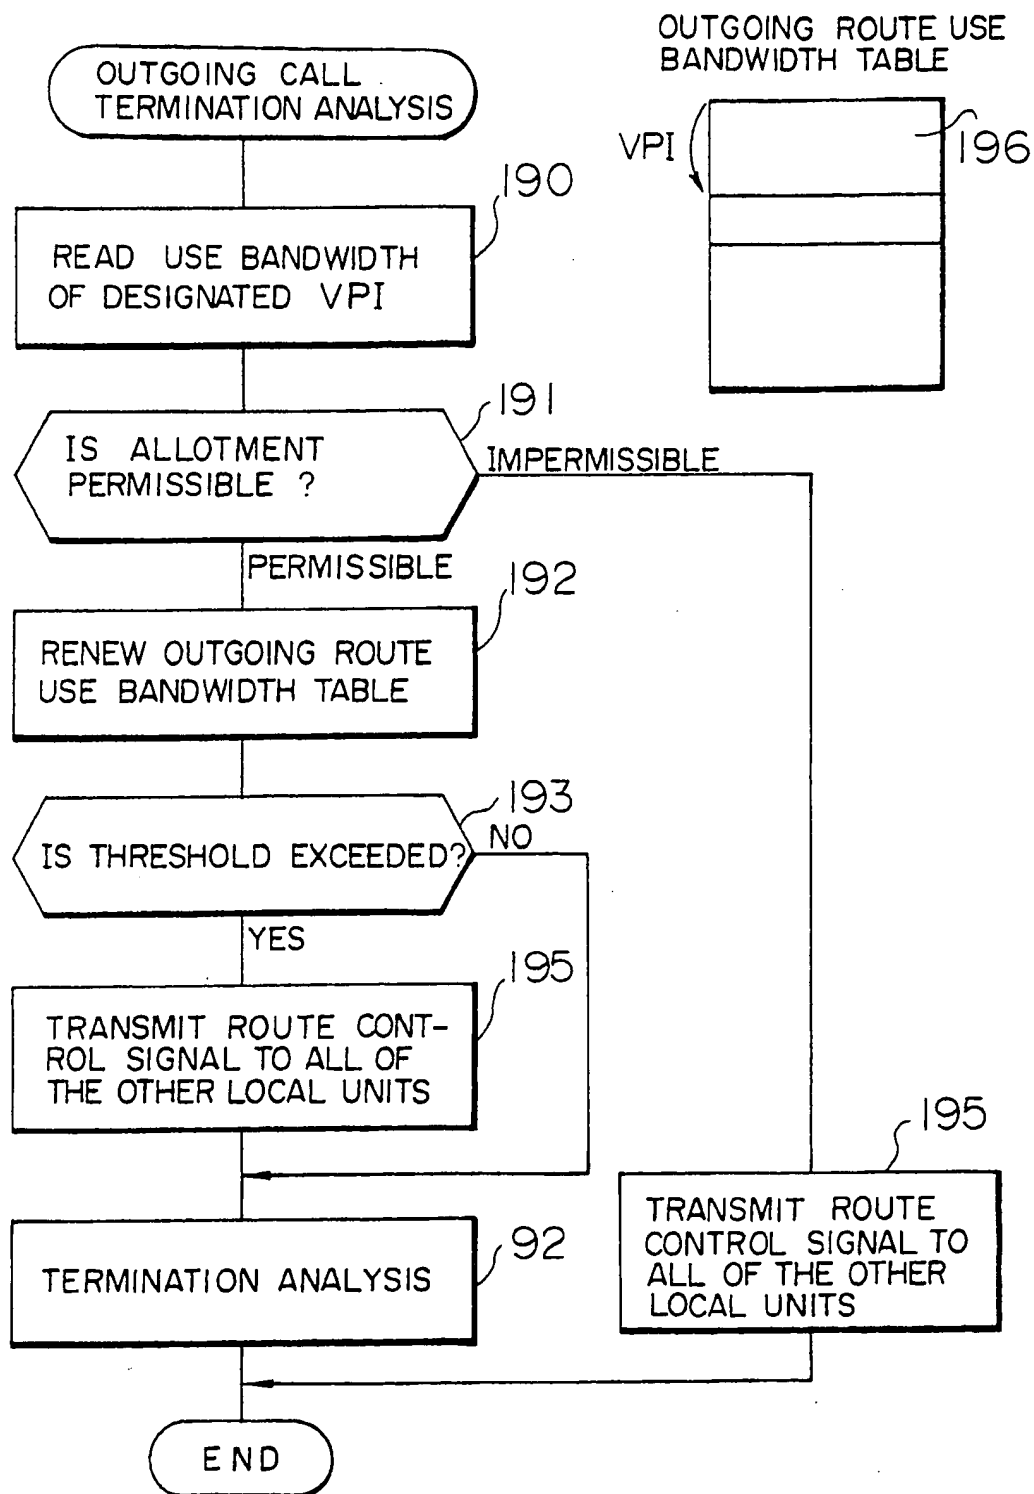 OUTGOING CALL
TERMINATION ANALYSIS
OUTGOING ROUTE USE
BANDWIDTH TABLE
VPI
196
190
READ USE BANDWIDTH
OF DESIGNATED VPI
191
IS ALLOTMENT
PERMISSIBLE ?
IMPERMISSIBLE
PERMISSIBLE
192
RENEW OUTGOING ROUTE
USE BANDWIDTH TABLE
193
IS THRESHOLD EXCEEDED?
NO
YES
195
TRANSMIT ROUTE CONT-
ROL SIGNAL TO ALL OF
THE OTHER LOCAL UNITS
195
TRANSMIT ROUTE
CONTROL SIGNAL TO
ALL OF THE OTHER
LOCAL UNITS
92
TERMINATION ANALYSIS
END